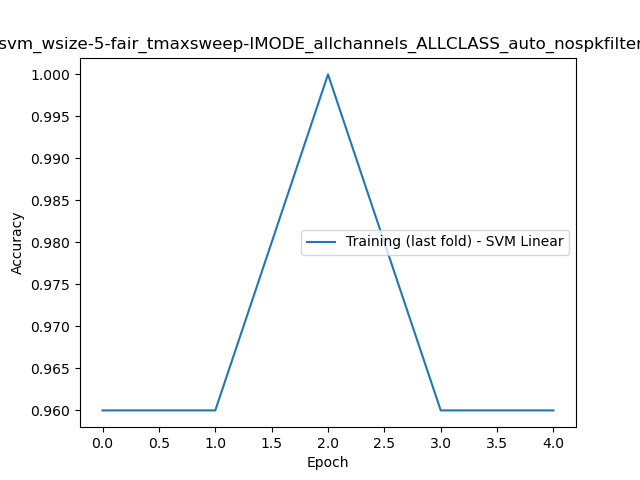 svm_wsize-5-fair_tmaxsweep-IMODE_allchannels_ALLCLASS_auto_nospkfilter
1.000
0.995
0.990
0.985
0.980
0.975
0.970
0.965
0.960
Accuracy
Training (last fold) - SVM Linear
0.0 0.5 1.0 1.5 2.0 2.5 3.0 3.5 4.0
Epoch